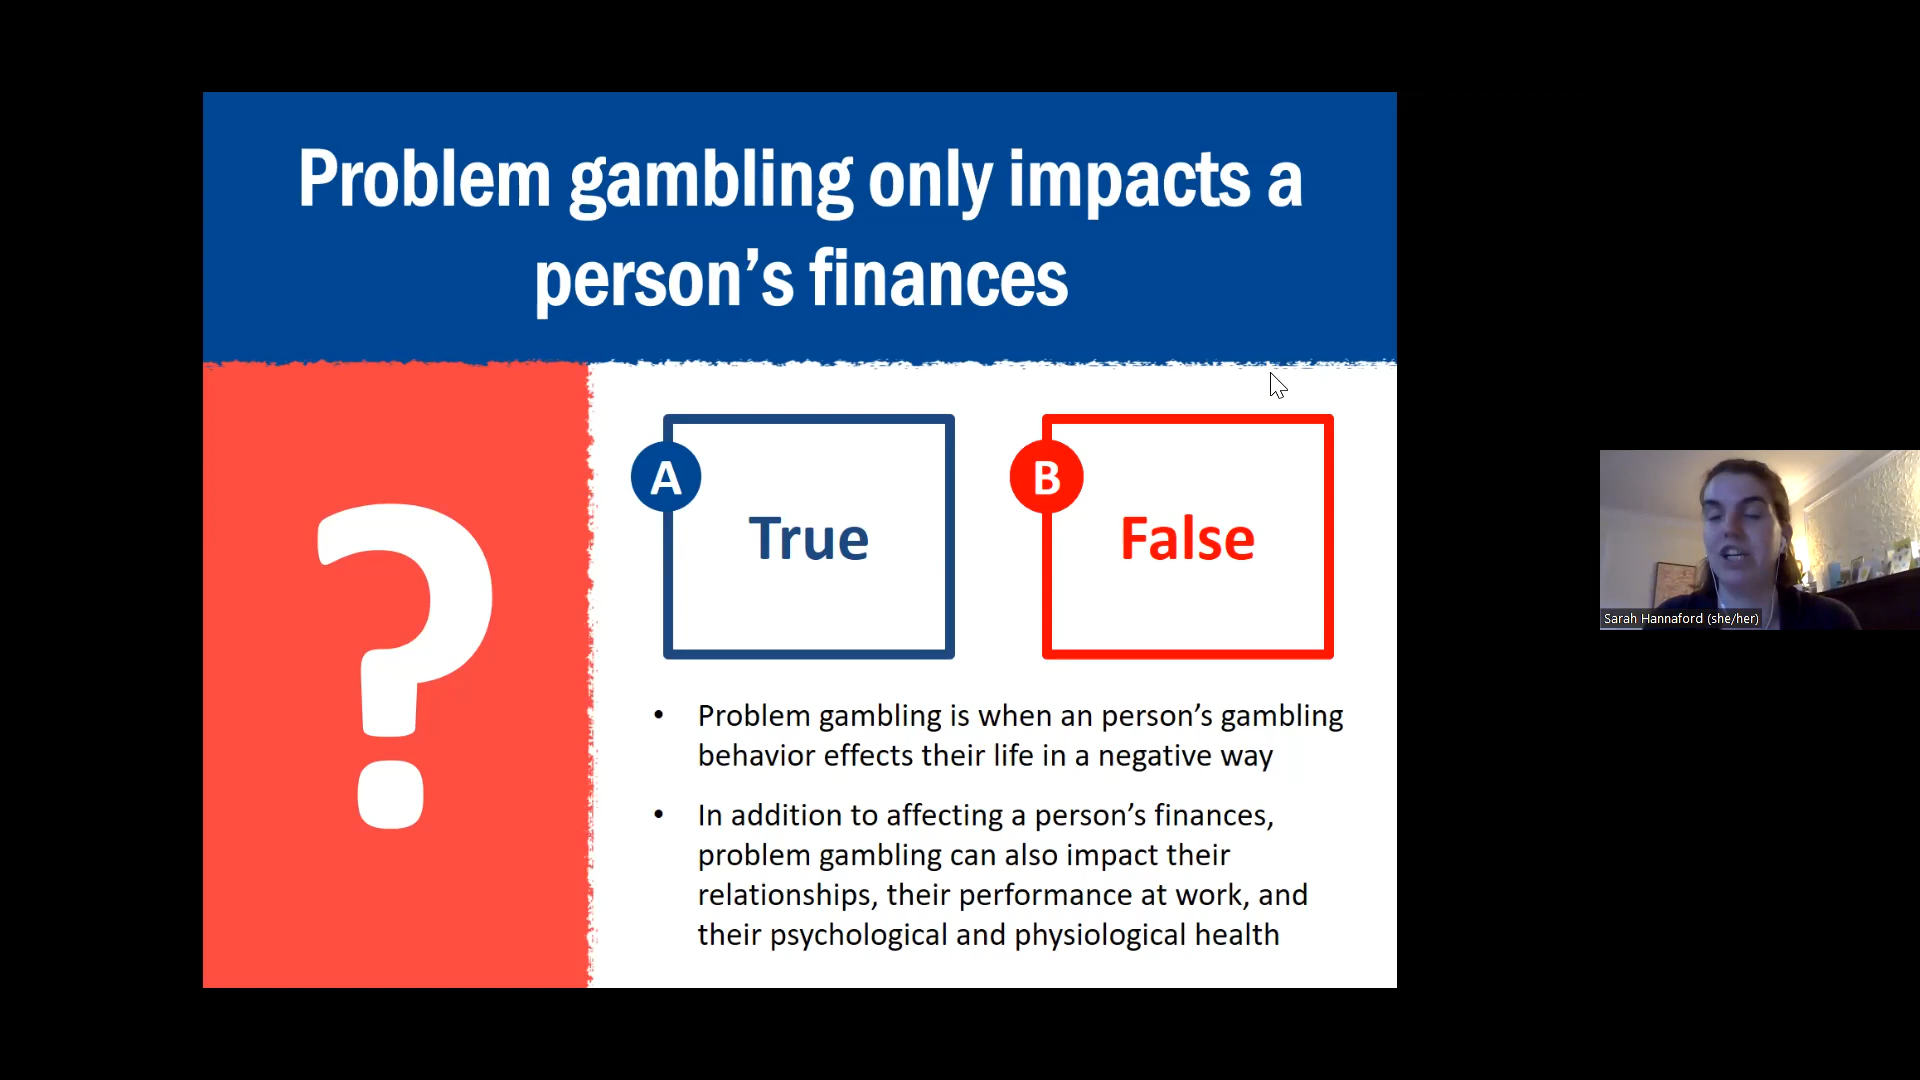 Problem gambling only impacts a
person’s finances
?
A
True
B
False
• Problem gambling is when an person’s gambling
behavior effects their life in a negative way
• In addition to affecting a person’s finances,
problem gambling can also impact their
relationships, their performance at work, and
their psychological and physiological health
Sarah Hannaford (she/her)